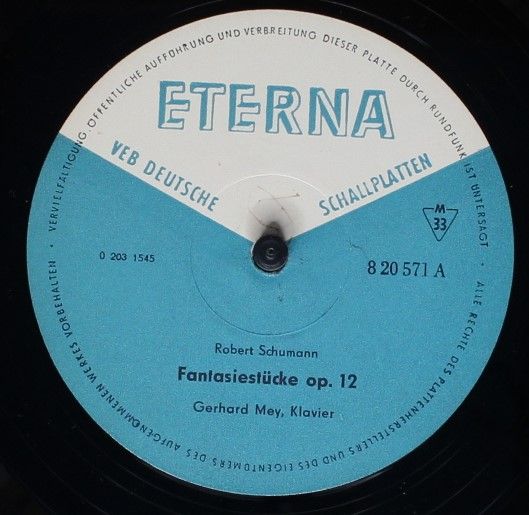 ETERNA
VEB DEUTSCHE SCHALLPLATTEN
M
33
0 203 1545
8 20 571 A
Robert Schumann
Fantasiestücke op. 12
Gerhard Mey, Klavier
ALLE RECHTE DES PLATTENHERSTELLERS UND DES EIGENTÜMERS DES AUFGENOMMENEN WERKES VORBEHALTEN • VERVIELFÄLTIGUNG, ÖFFENTLICHE AUFFÜHRUNG UND VERBREITUNG DIESER PLATTE DURCH RUNDFUNK IST UNTERSAGT •